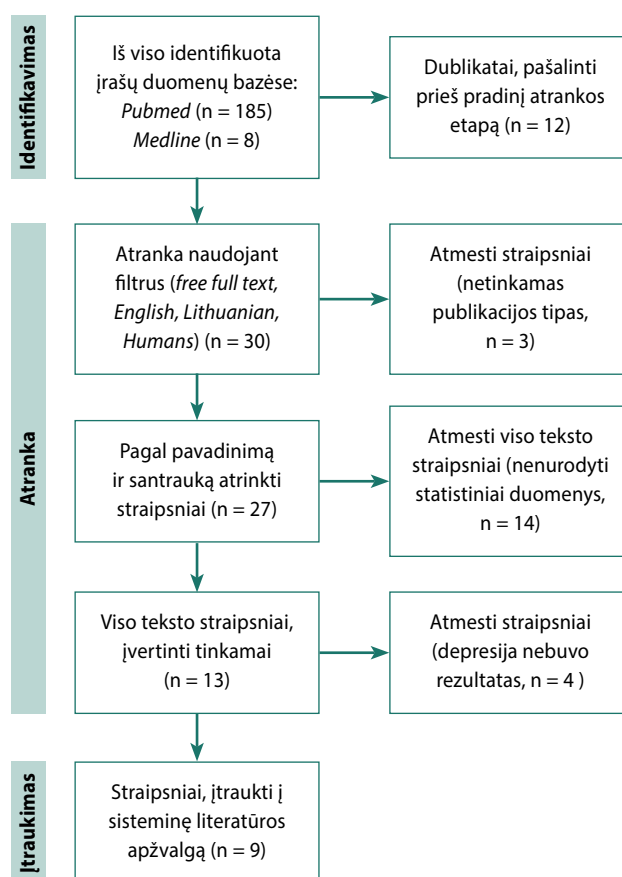 Identifikavimas
Iš viso identifikuota
įrašų duomenų bazėse:
Pubmed (n = 185)
Medline (n = 8)
Dublikatai, pašalinti
prieš pradinį atrankos
etapą (n = 12)
Atranka
Atranka naudojant
filtrus (free full text,
English, Lithuanian,
Humans) (n = 30)
Atmesti straipsniai
(netinkamas
publikacijos tipas,
n = 3)
Pagal pavadinimą
ir santrauką atrinkti
straipsniai (n = 27)
Atmesti viso teksto
straipsniai (nenurodyti
statistiniai duomenys,
n = 14)
Viso teksto straipsniai,
įvertinti tinkamai
(n = 13)
Atmesti straipsniai
(depresija nebuvo
rezultatas, n = 4 )
Įtraukimas
Straipsniai, įtraukti į
sisteminę literatūros
apžvalgą (n = 9)